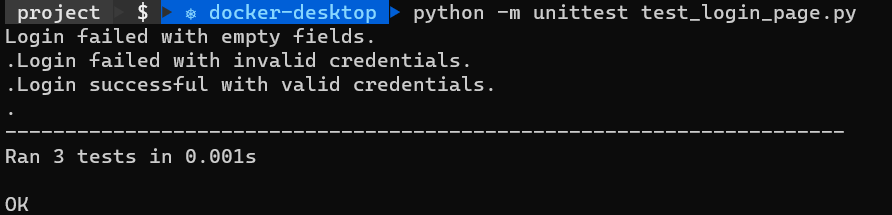 project $ ⎈ docker-desktop python -m unittest test_login_page.py
Login failed with empty fields.
.Login failed with invalid credentials.
.Login successful with valid credentials.
.
----------------------------------------------------------------------
Ran 3 tests in 0.001s
OK